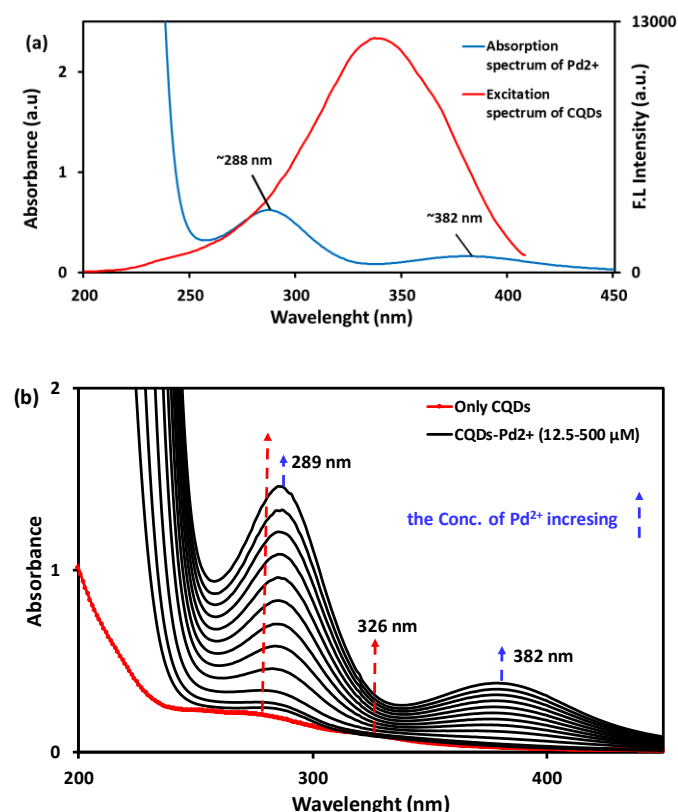 (a)
Absorbance (a.u)
2
1
0
200
250
300
350
400
450
Wavelenght (nm)
13000
0
F.L Intensity (a.u.)
Absorption
spectrum of Pd2+
Excitation
spectrum of CQDs
~288 nm
~382 nm
(b)
Absorbance
2
1
0
200
300
400
Wavelenght (nm)
Only CQDs
CQDs-Pd2+ (12.5-500 µM)
289 nm
the Conc. of Pd²⁺ incresing
326 nm
382 nm